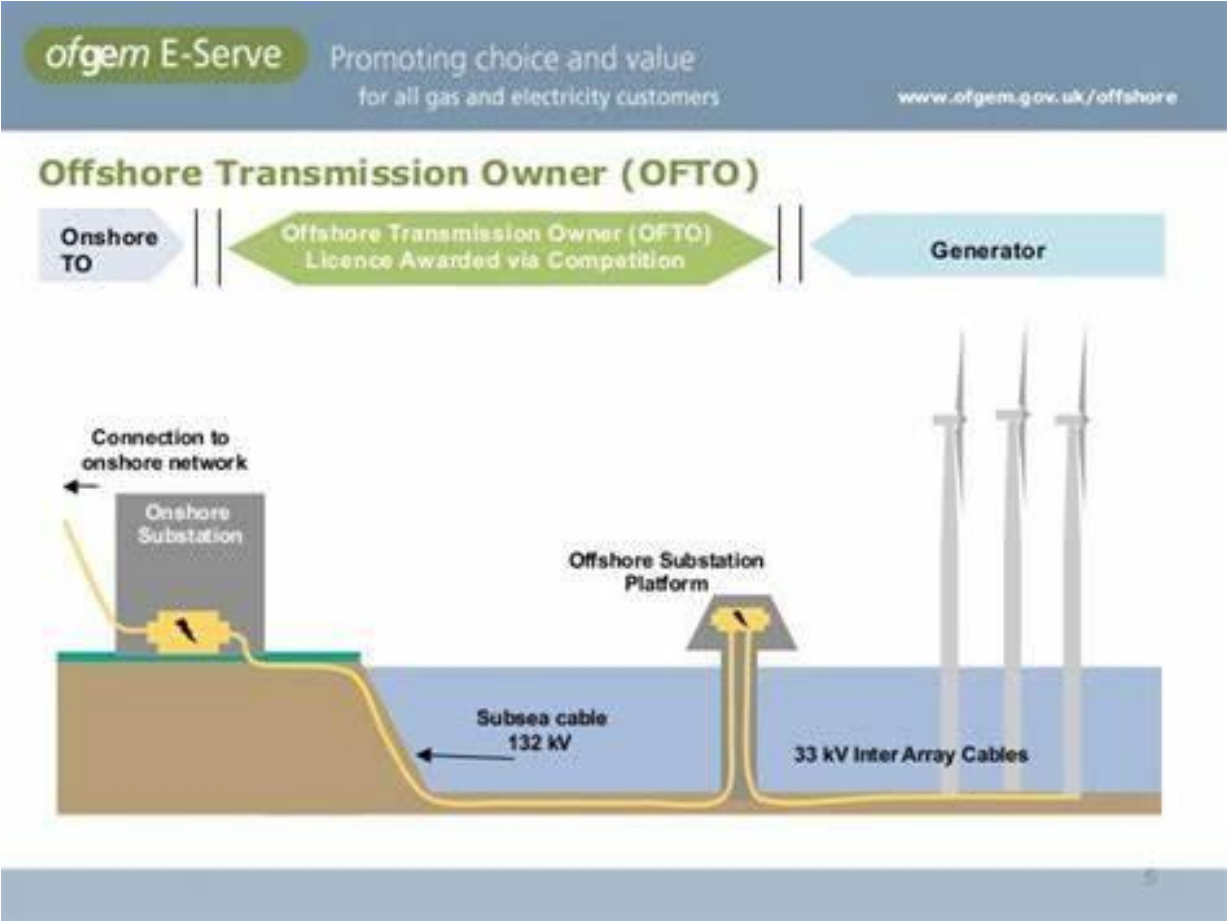 ofgem E-Serve
Promoting choice and value
for all gas and electricity customers
www.ofgem.gov.uk/offshore
Offshore Transmission Owner (OFTO)
Onshore
TO
Offshore Transmission Owner (OFTO)
Licence Awarded via Competition
Generator
Connection to
onshore network
Onshore
Substation
Offshore Substation
Platform
Subsea cable
132 kV
33 kV Inter Array Cables
5